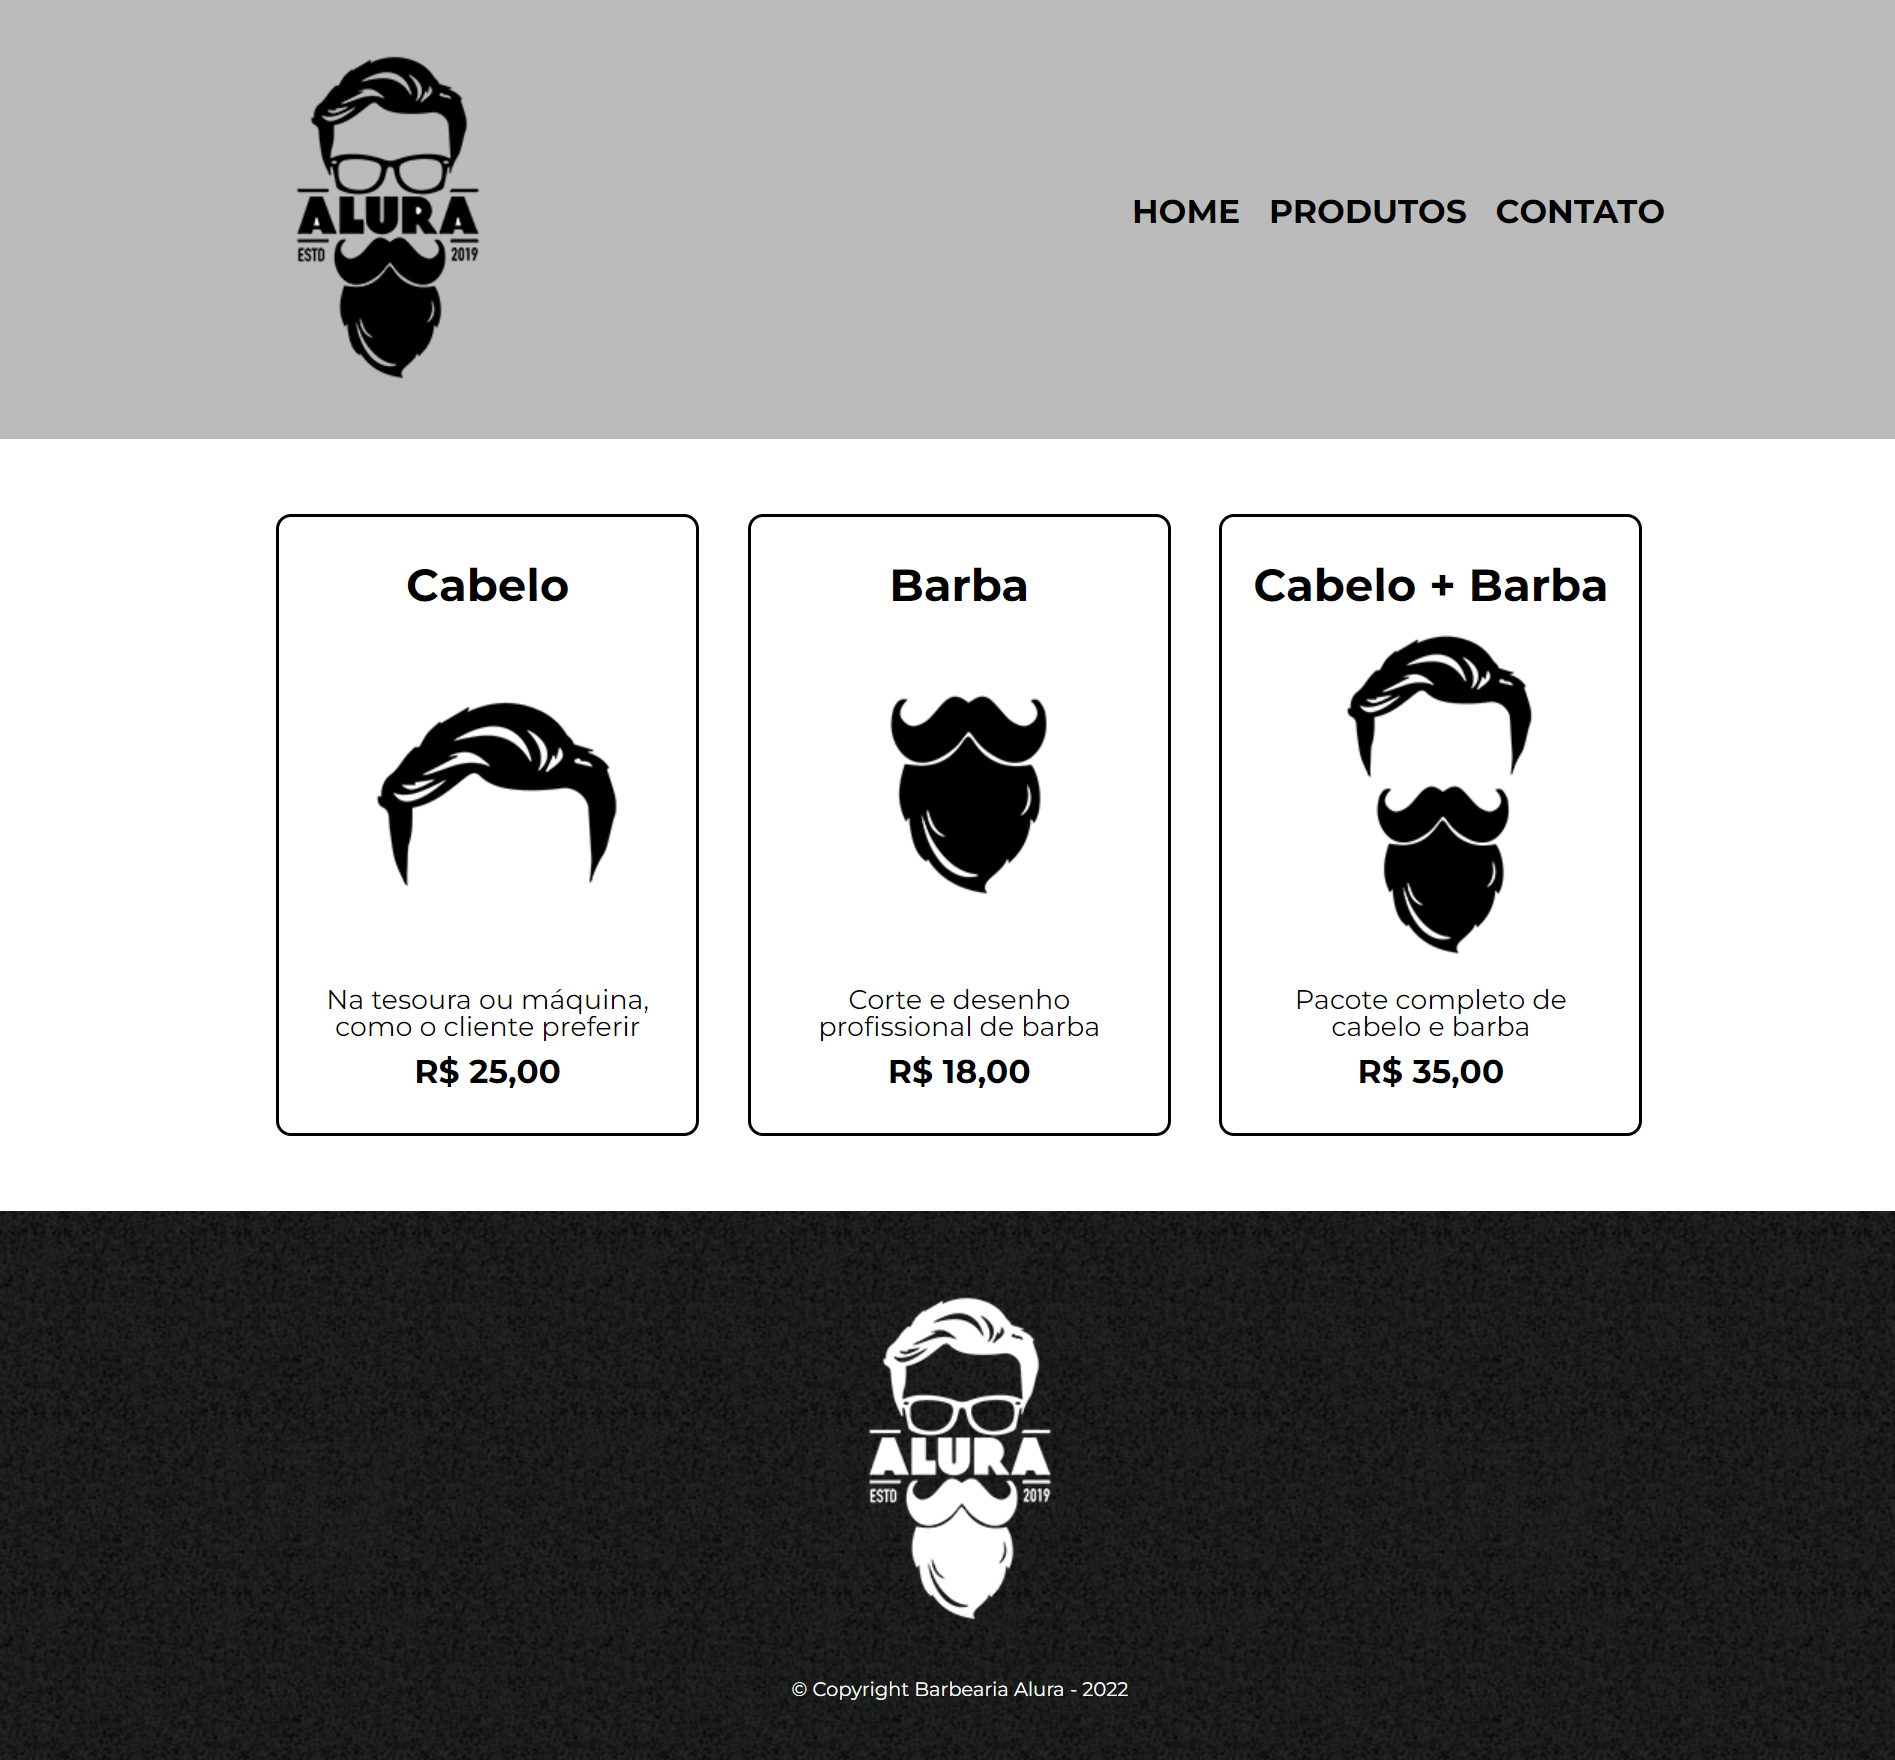 ALURA
ESTD 2019
HOME PRODUTOS CONTATO
Cabelo
Na tesoura ou máquina,
como o cliente preferir
R$ 25,00
Barba
Corte e desenho
profissional de barba
R$ 18,00
Cabelo + Barba
Pacote completo de
cabelo e barba
R$ 35,00
ALURA
ESTD 2019
© Copyright Barbearia Alura - 2022